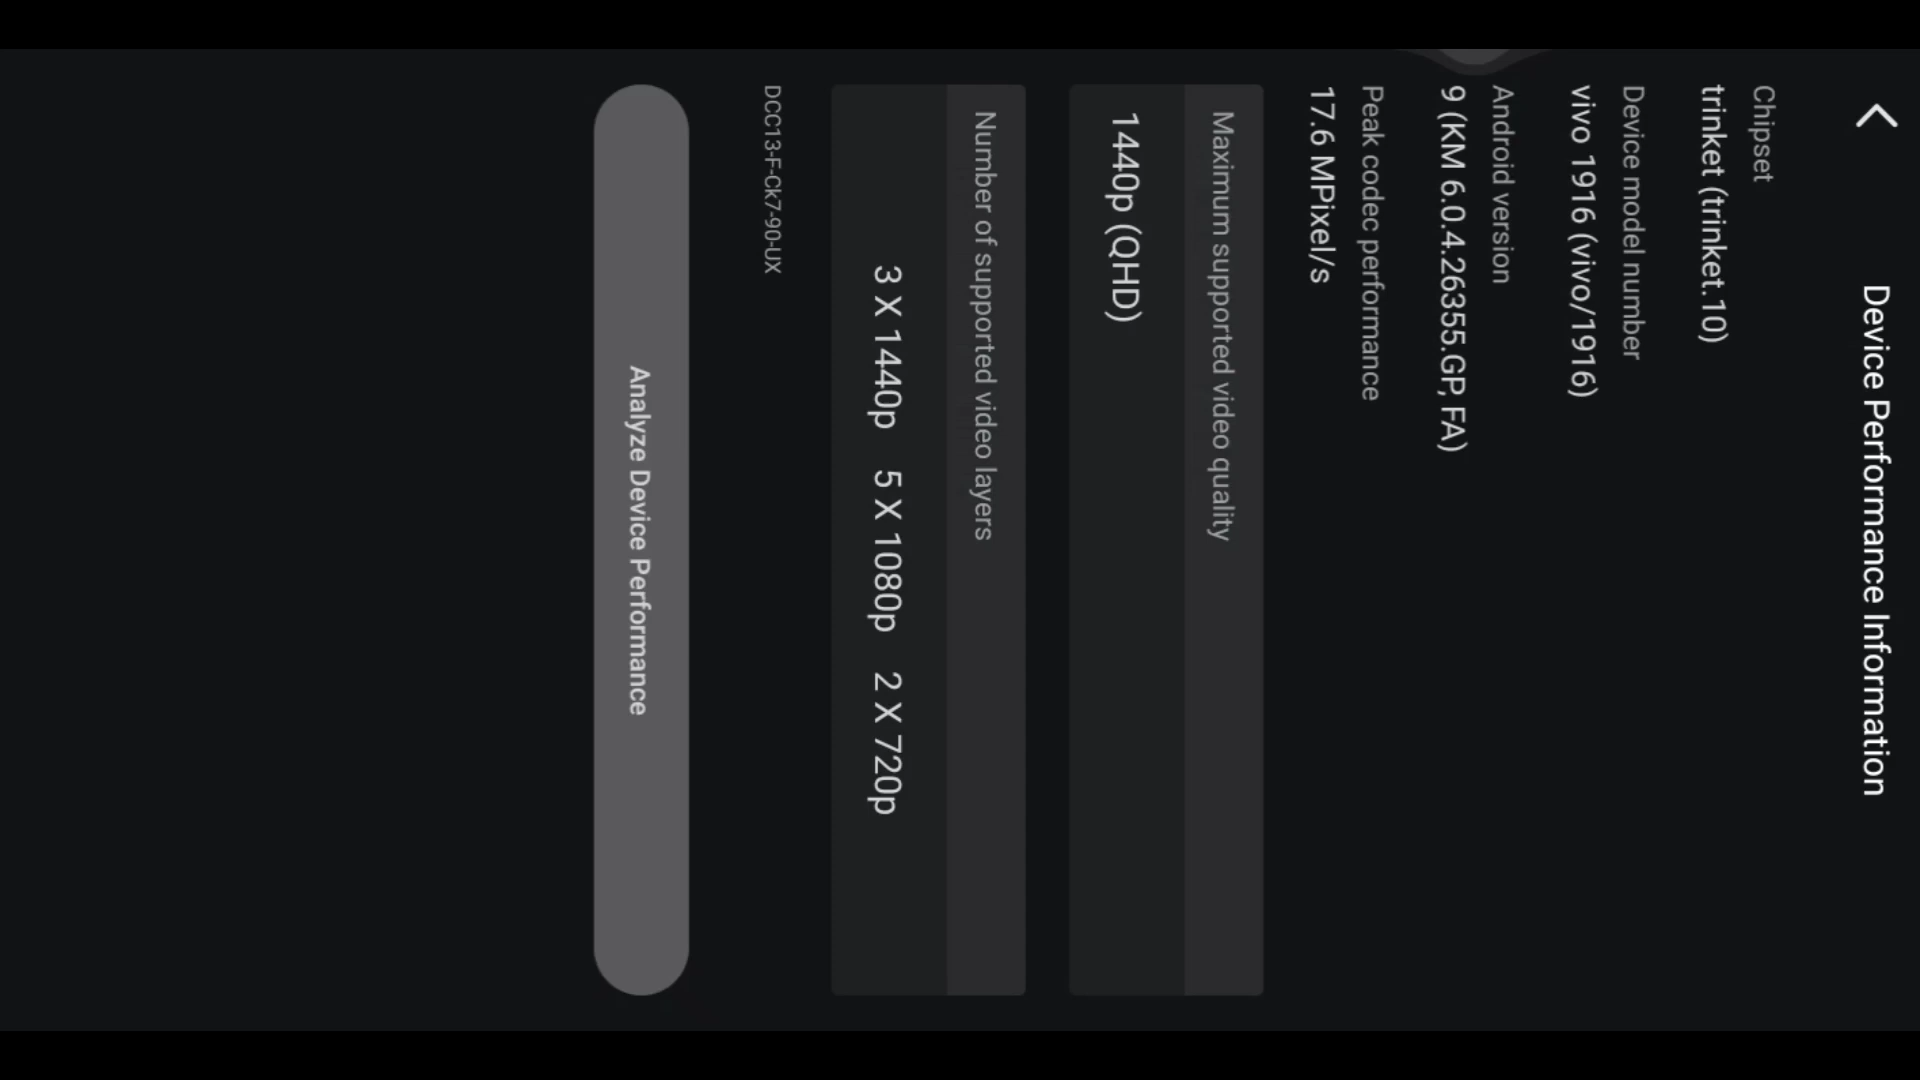 Device Performance Information
Chipset
trinket (trinket.10)
Device model number
vivo 1916 (vivo/1916)
Android version
9 (KM 6.0.4.26355.GP, FA)
Peak codec performance
17.6 MPixel/s
Maximum supported video quality
1440p (QHD)
Number of supported video layers
3 X 1440p 5 X 1080p 2 X 720p
DCC13-F-Ck7-90-UX
Analyze Device Performance